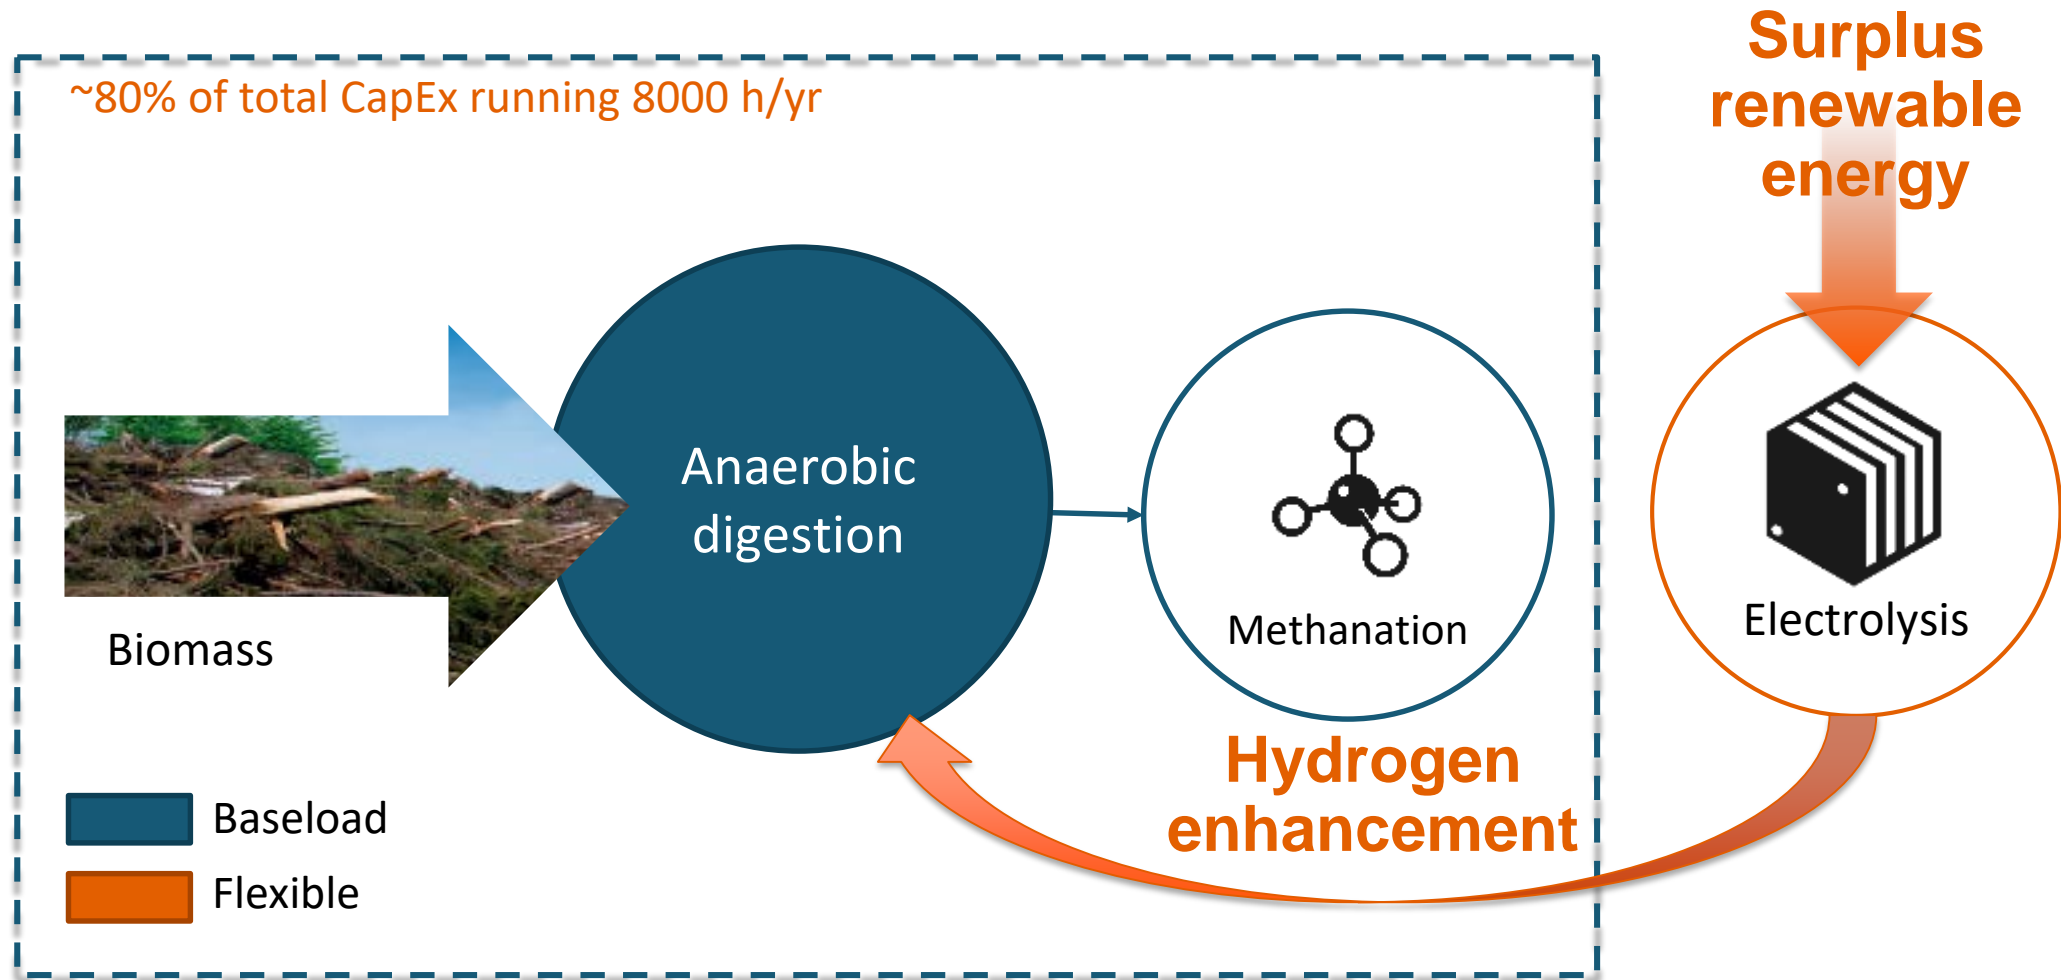 Surplus
renewable
energy
~80% of total CapEx running 8000 h/yr
Anaerobic
digestion
Biomass
Methanation
Electrolysis
Hydrogen
enhancement
Baseload
Flexible